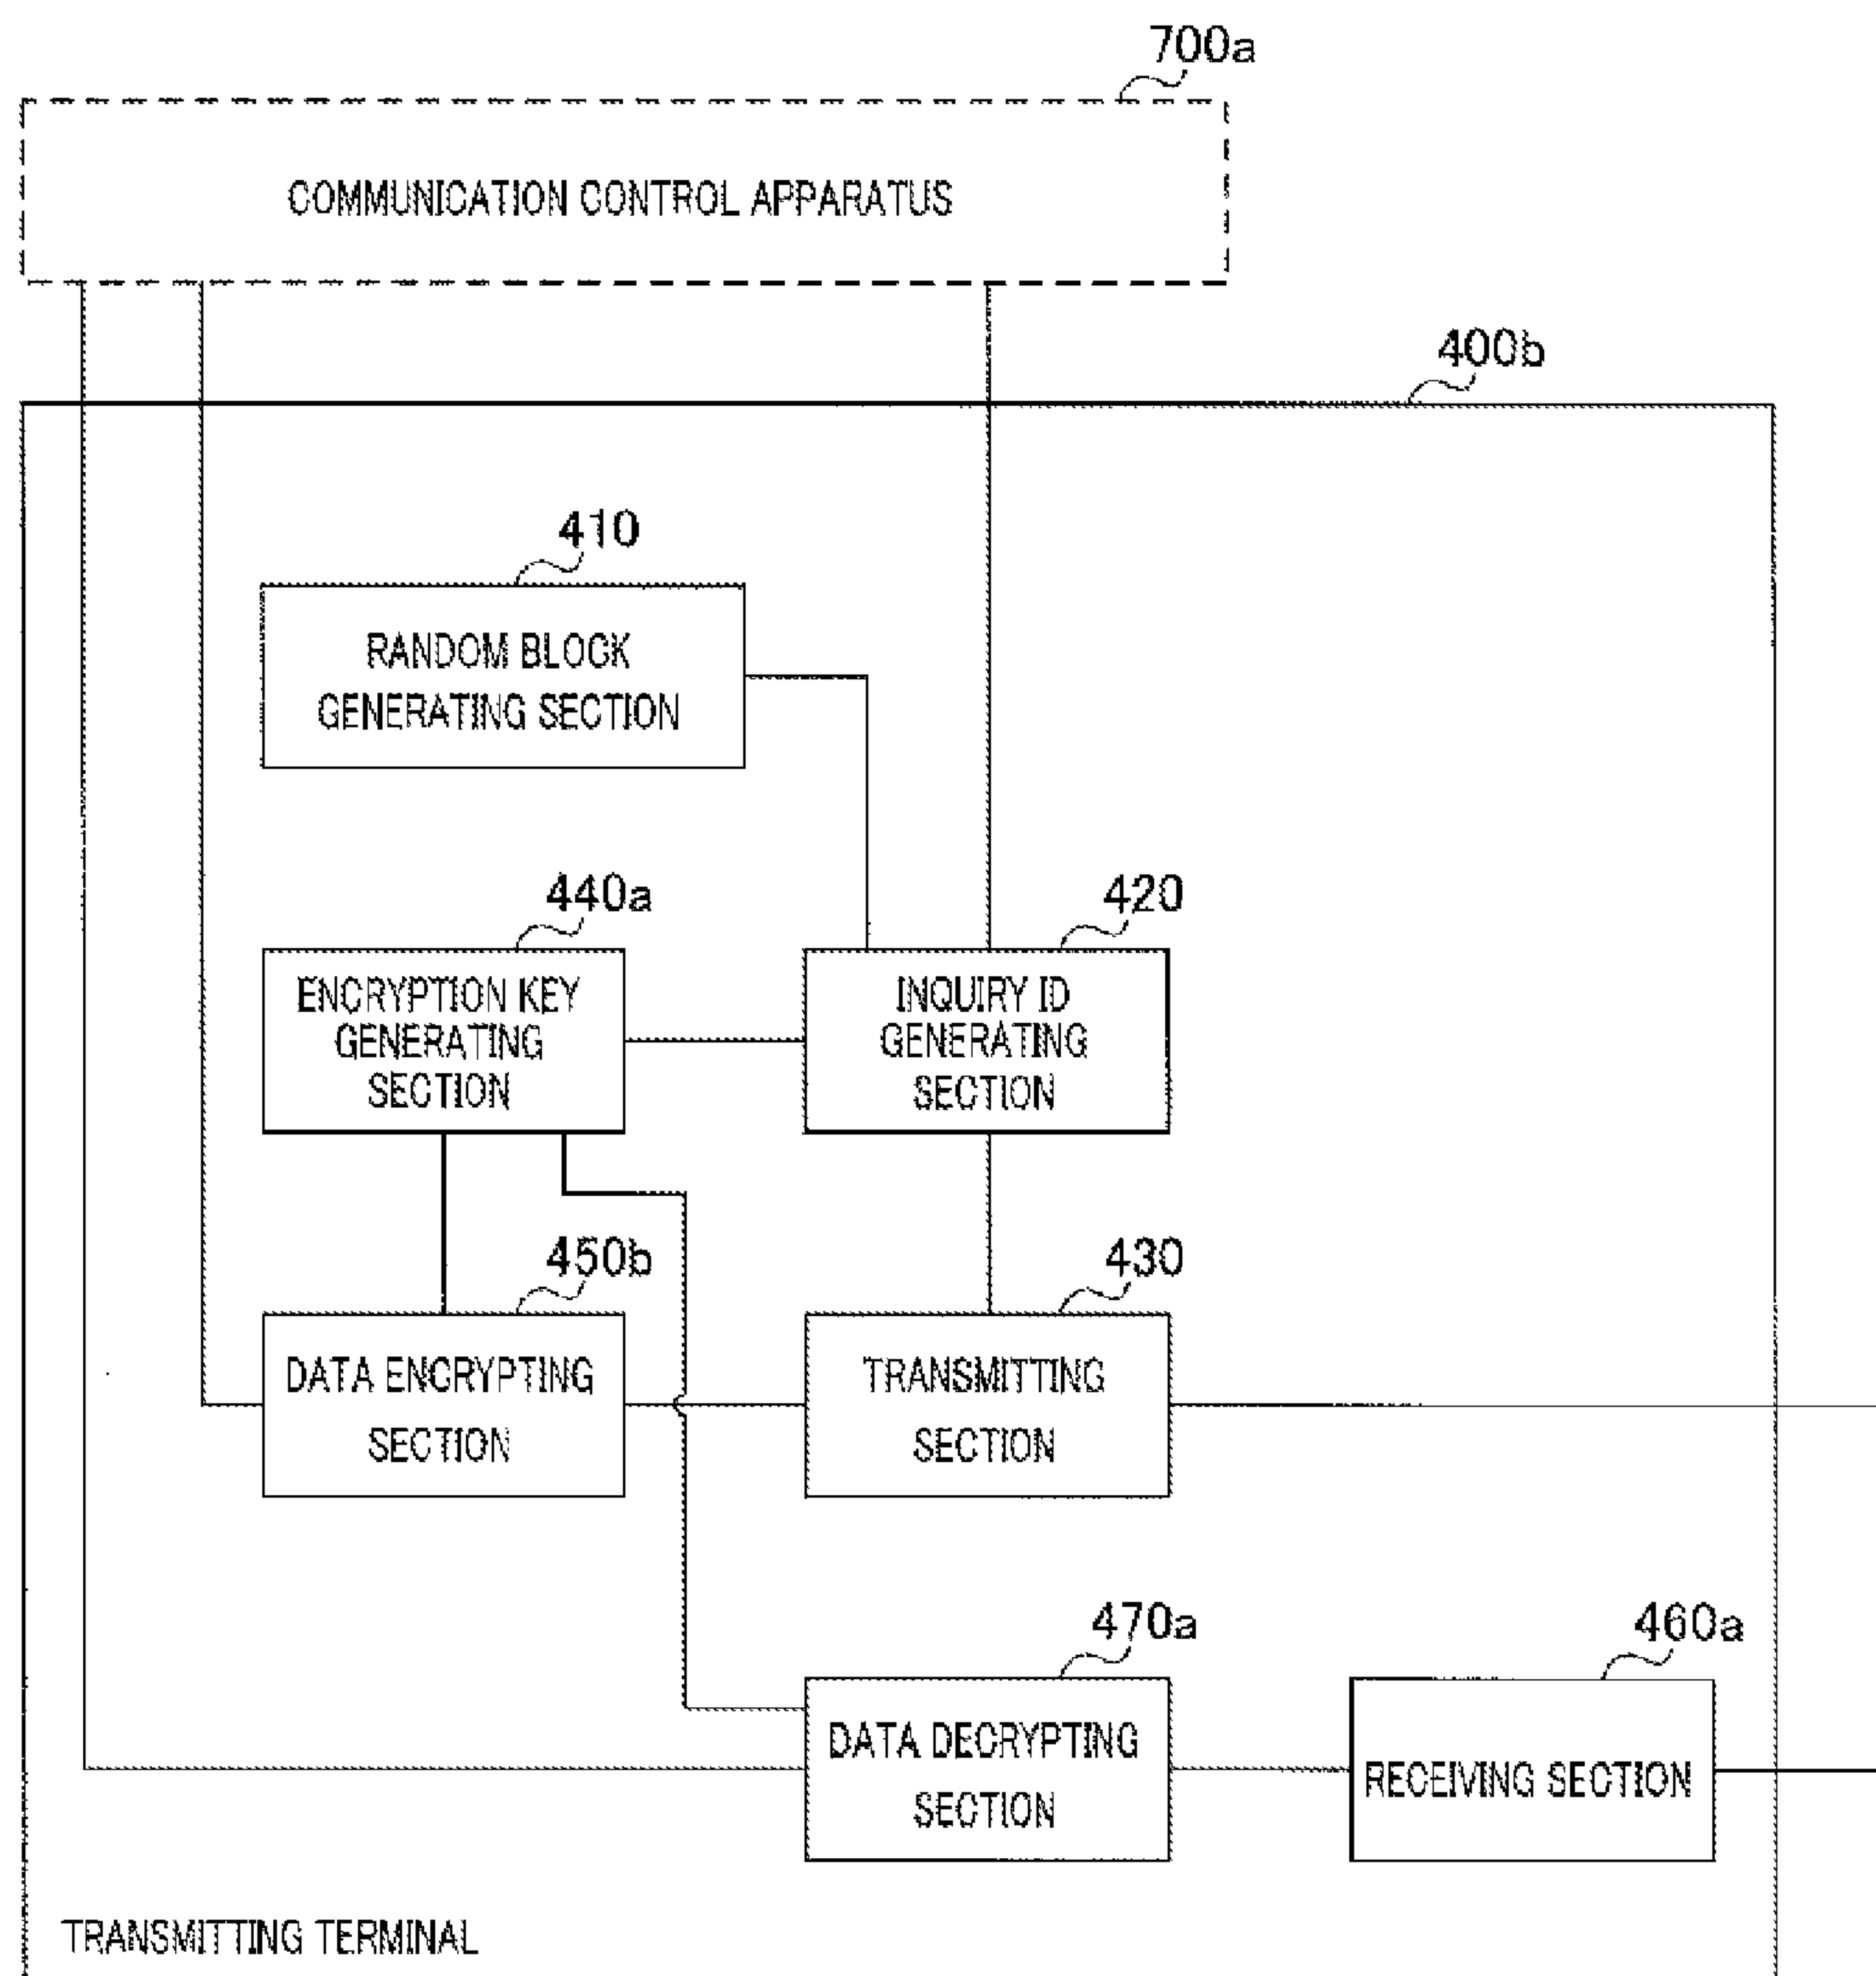 700a
COMMUNICATION CONTROL APPARATUS
400b
410
RANDOM BLOCK
GENERATING SECTION
440a
420
ENCRYPTION KEY
GENERATING
SECTION
INQUIRY ID
GENERATING
SECTION
450b
430
DATA ENCRYPTING
SECTION
TRANSMITTING
SECTION
470a
460a
DATA DECRYPTING
SECTION
RECEIVING SECTION
TRANSMITTING TERMINAL